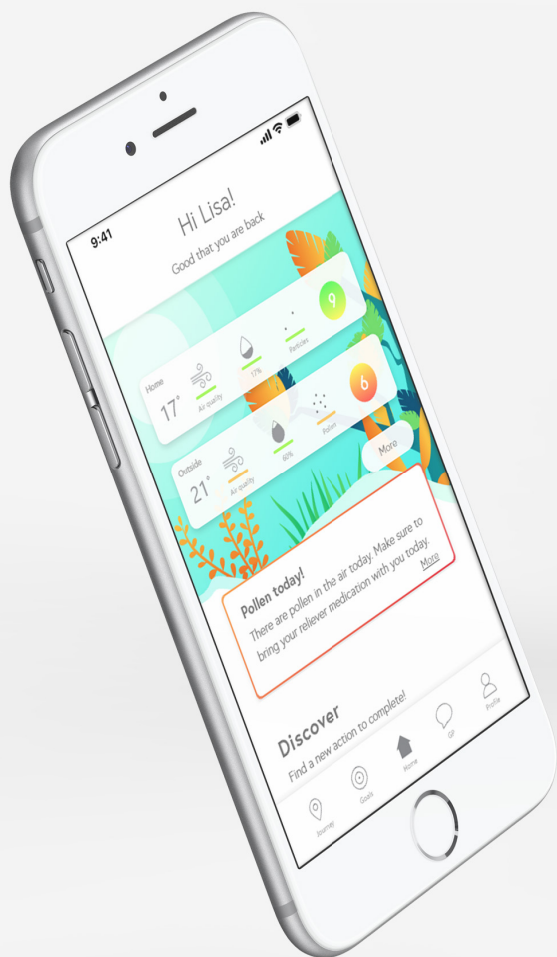 9:41
Hi Lisa!
Good that you are back
Home
17°
Air quality
17%
Particles
9
Outside
21°
Air quality
60%
Pollen
6
More
Pollen today!
There are pollen in the air today. Make sure to
bring your reliever medication with you today.
More
Discover
Find a new action to complete!
Journey
Goals
Home
GP
Profile